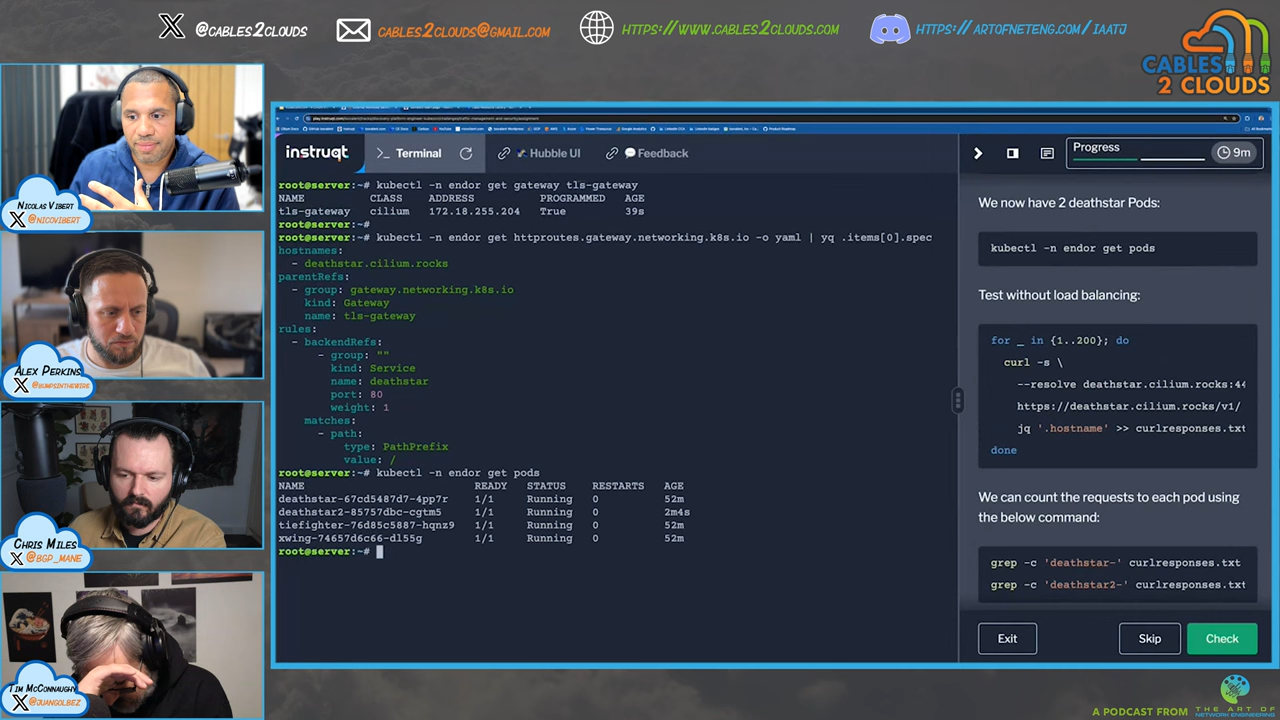 @CABLES2CLOUDS
CABLES2CLOUDS@GMAIL.COM
HTTPS://WWW.CABLES2CLOUDS.COM
HTTPS://ARTOFNETENG.COM/IAATJ
CABLES
2 CLOUDS
NICOLAS VIBERT
@NICOVIBERT
ALEX PERKINS
@BUMPSINTHEWIRE
CHRIS MILES
@BGP_MANE
TIM MCCONNAUGHY
@JUANGOLBEZ
instruqt
>_ Terminal
Hubble UI
Feedback
root@server:~# kubectl -n endor get gateway tls-gateway
NAME CLASS ADDRESS PROGRAMMED AGE
tls-gateway cilium 172.18.255.204 True 39s
root@server:~#
root@server:~# kubectl -n endor get httproutes.gateway.networking.k8s.io -o yaml | yq .items[0].spec
hostnames:
- deathstar.cilium.rocks
parentRefs:
- group: gateway.networking.k8s.io
kind: Gateway
name: tls-gateway
rules:
- backendRefs:
- group: ""
kind: Service
name: deathstar
port: 80
weight: 1
matches:
- path:
type: PathPrefix
value: /
root@server:~# kubectl -n endor get pods
NAME READY STATUS RESTARTS AGE
deathstar-67cd5487d7-4pp7r 1/1 Running 0 52m
deathstar2-85757dbc-cgtm5 1/1 Running 0 2m4s
tiefighter-76d85c5887-hqnz9 1/1 Running 0 52m
xwing-74657d6c66-dl55g 1/1 Running 0 52m
root@server:~#
Progress
9m
We now have 2 deathstar Pods:
kubectl -n endor get pods
Test without load balancing:
for _ in {1..200}; do
curl -s \
--resolve deathstar.cilium.rocks:44
https://deathstar.cilium.rocks/v1/
jq '.hostname' >> curlresponses.txt
done
We can count the requests to each pod using
the below command:
grep -c 'deathstar-' curlresponses.txt
grep -c 'deathstar2-' curlresponses.txt
Exit
Skip
Check
A PODCAST FROM
THE ART OF
NETWORK ENGINEERING